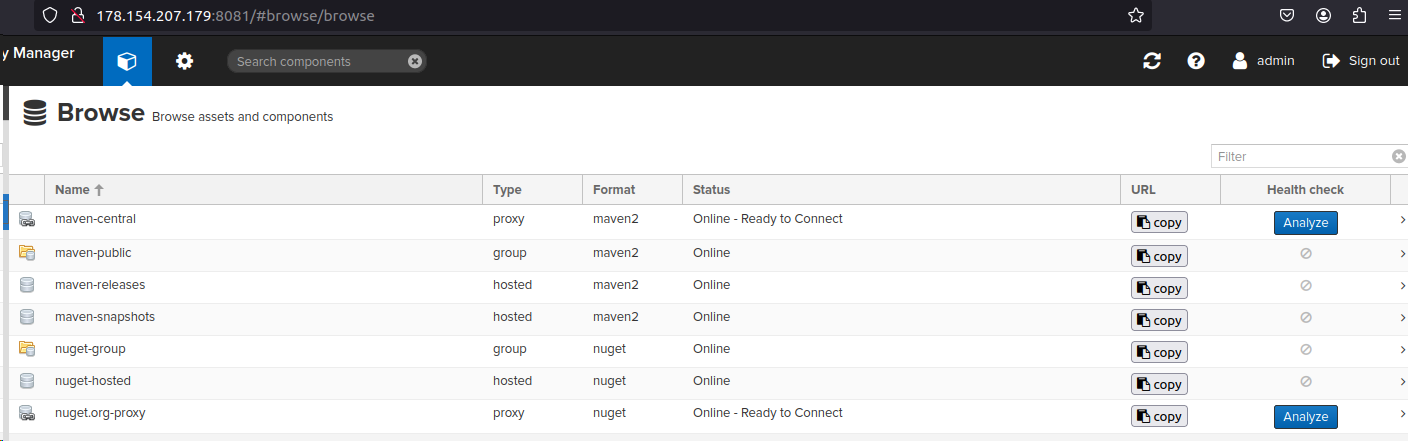 178.154.207.179:8081/#browse/browse
y Manager
Search components
admin
Sign out
Browse Browse assets and components
Filter
Name Type Format Status URL Health check
maven-central proxy maven2 Online - Ready to Connect copy Analyze
maven-public group maven2 Online copy
maven-releases hosted maven2 Online copy
maven-snapshots hosted maven2 Online copy
nuget-group group nuget Online copy
nuget-hosted hosted nuget Online copy
nuget.org-proxy proxy nuget Online - Ready to Connect copy Analyze